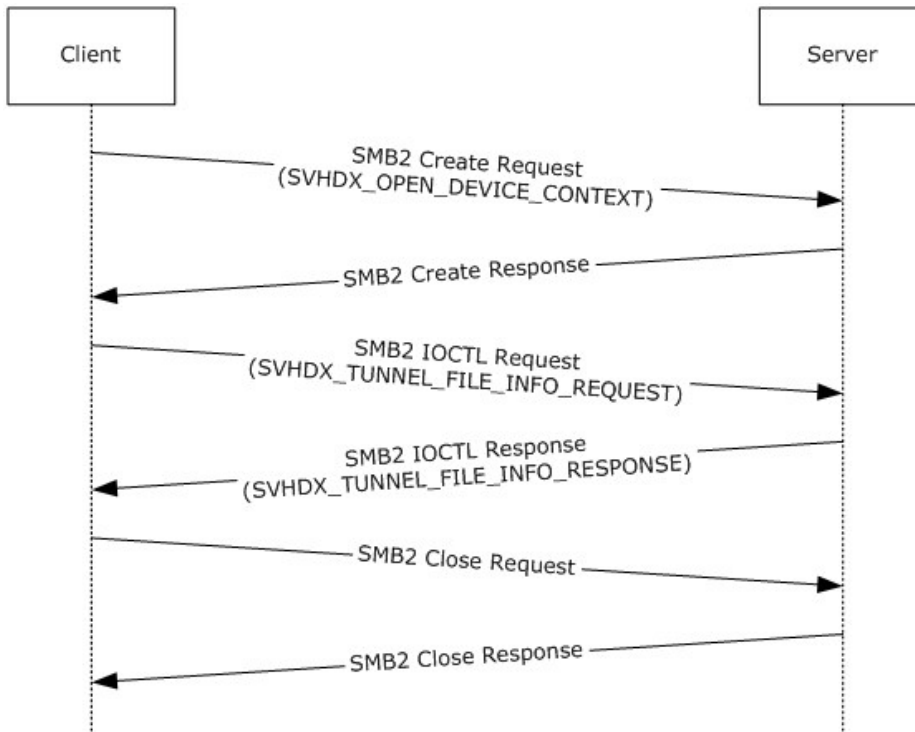 Client
Server
SMB2 Create Request
(SVHDX_OPEN_DEVICE_CONTEXT)
SMB2 Create Response
SMB2 IOCTL Request
(SVHDX_TUNNEL_FILE_INFO_REQUEST)
SMB2 IOCTL Response
(SVHDX_TUNNEL_FILE_INFO_RESPONSE)
SMB2 Close Request
SMB2 Close Response